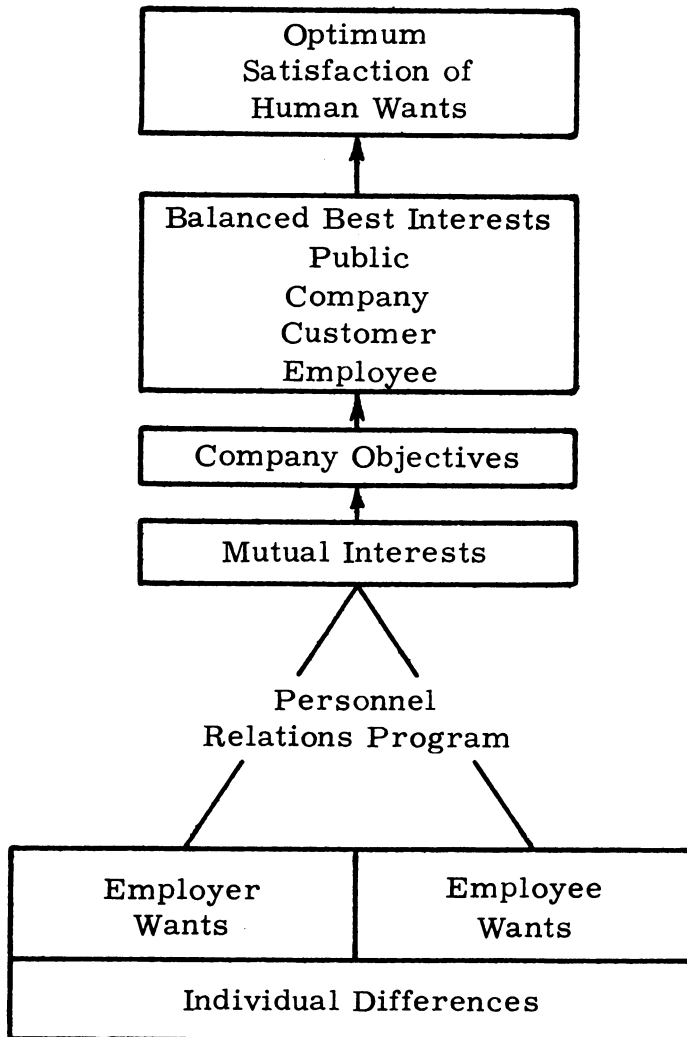 Optimum
Satisfaction of
Human Wants
Balanced Best Interests
Public
Company
Customer
Employee
Company Objectives
Mutual Interests
Personnel
Relations Program
Employer
Wants
Employee
Wants
Individual Differences